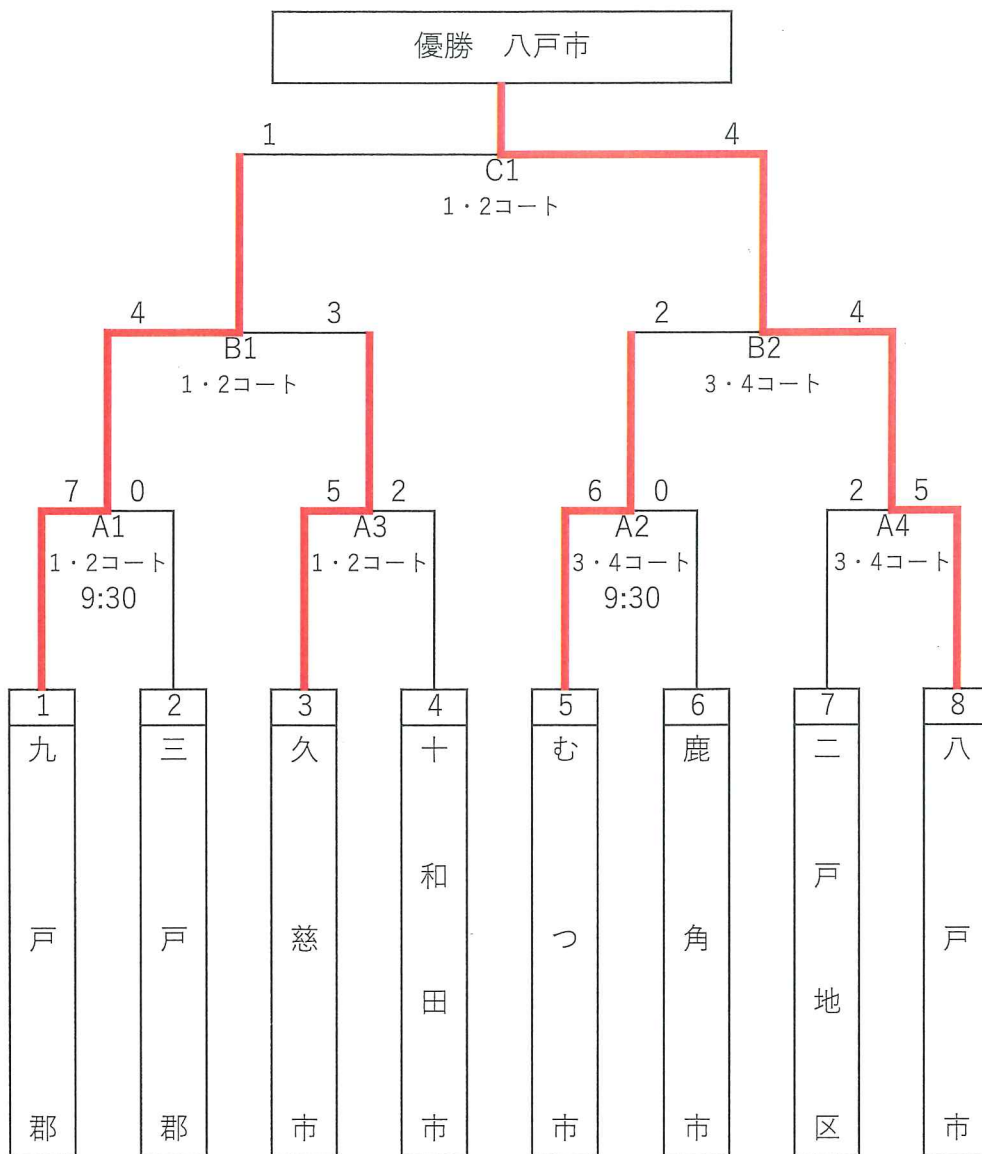 優勝　八戸市
1 4
C1
1・2コート
4 3 2 4
B1 B2
1・2コート 3・4コート
7 0 5 2 6 0 2 5
A1 A3 A2 A4
1・2コート 1・2コート 3・4コート 3・4コート
9:30 9:30
1 2 3 4 5 6 7 8
九戸郡
三戸郡
久慈市
十和田市
むつ市
鹿角市
二戸地区
八戸市